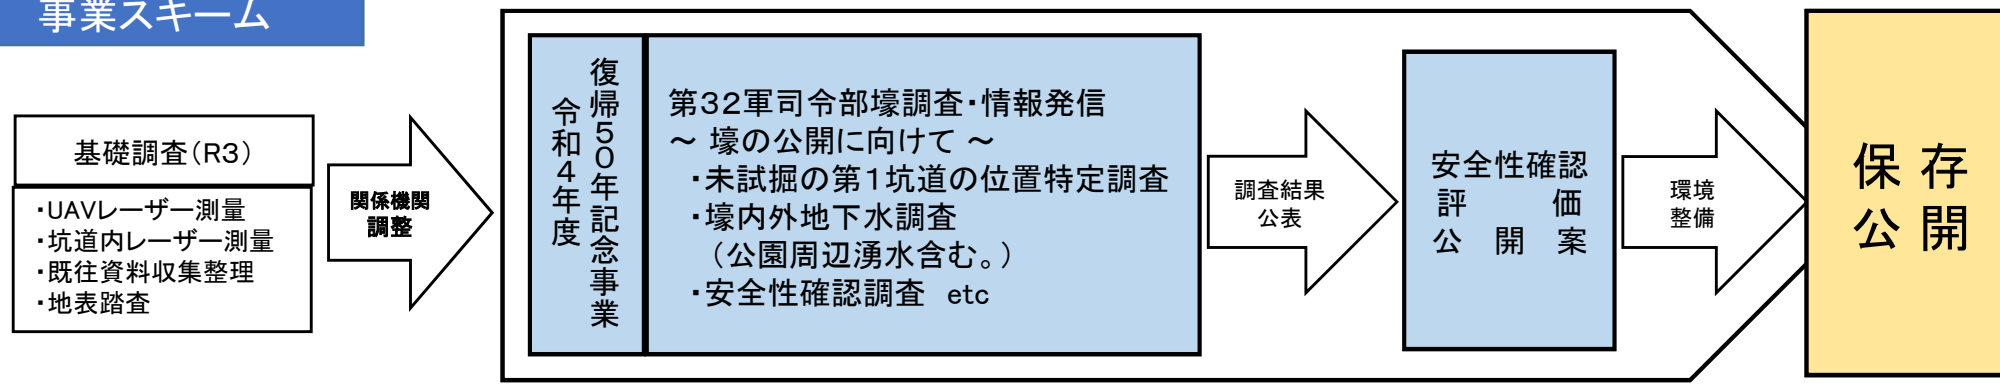 事業スキーム
基礎調査（R3）
・UAVレーザー測量
・坑道内レーザー測量
・既往資料収集整理
・地表踏査
関係機関
調整
復帰50年記念事業
令和4年度
第32軍司令部壕調査・情報発信
～ 壕の公開に向けて ～
・未試掘の第1坑道の位置特定調査
・壕内外地下水調査
（公園周辺湧水含む。）
・安全性確認調査　etc
調査結果
公表
安全性確認
評　　価
公　開　案
環境
整備
保 存
公 開